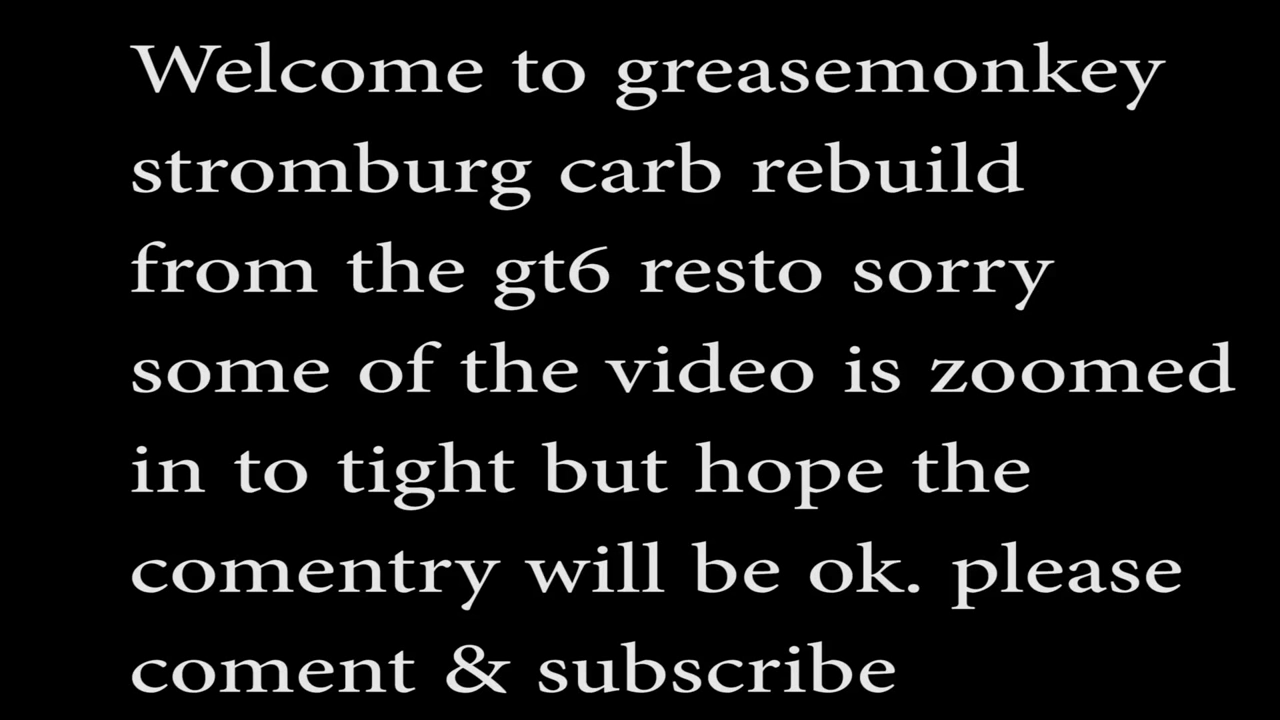 Welcome to greasemonkey
stromburg carb rebuild
from the gt6 resto sorry
some of the video is zoomed
in to tight but hope the
comentry will be ok. please
coment & subscribe